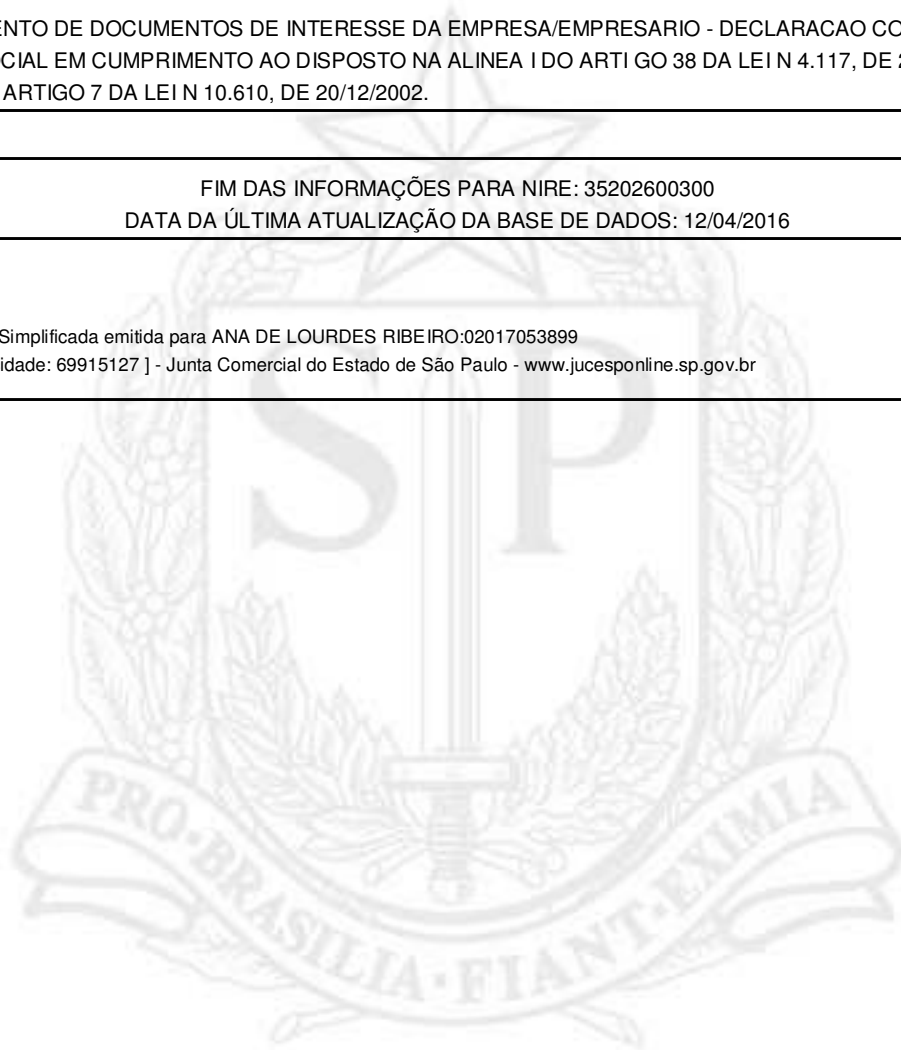 ENTO DE DOCUMENTOS DE INTERESSE DA EMPRESA/EMPRESARIO - DECLARACAO CO
OCIAL EM CUMPRIMENTO AO DISPOSTO NA ALINEA I DO ARTI GO 38 DA LEI N 4.117, DE 2
ARTIGO 7 DA LEI N 10.610, DE 20/12/2002.
FIM DAS INFORMAÇÕES PARA NIRE: 35202600300
DATA DA ÚLTIMA ATUALIZAÇÃO DA BASE DE DADOS: 12/04/2016
Simplificada emitida para ANA DE LOURDES RIBEIRO:02017053899
idade: 69915127 ] - Junta Comercial do Estado de São Paulo - www.jucesponline.sp.gov.br
SP
PRO·BRASILIA·FIANT·EXIMIA